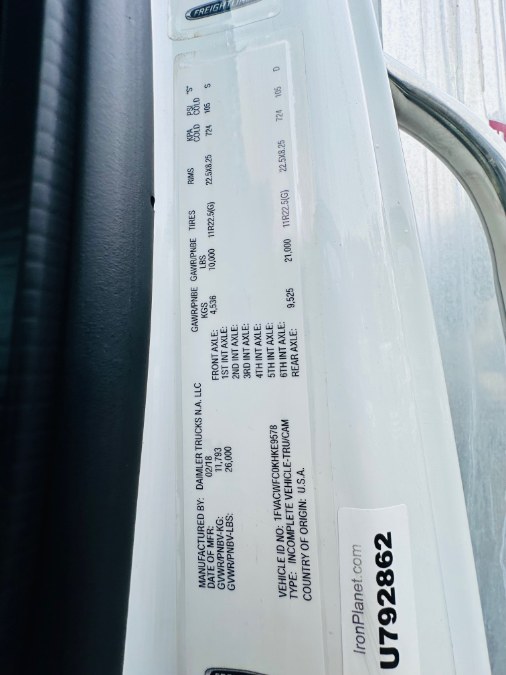 FREIGHTLINER
MANUFACTURED BY: DAIMLER TRUCKS N.A. LLC
DATE OF MFR: 02/18
GVWR/PNBV-KG: 11,793
GVWR/PNBV-LBS: 26,000
VEHICLE ID NO: 1FVACWFC0KHKE9578
TYPE: INCOMPLETE VEHICLE-TRU/CAM
COUNTRY OF ORIGIN: U.S.A.
GAWR/PNBE GAWR/PNBE TIRES RIMS KPA PSI "S"
KGS LBS COLD COLD
FRONT AXLE: 4,536 10,000 11R22.5(G) 22.5X8.25 724 105 S
1ST INT AXLE:
2ND INT AXLE:
3RD INT AXLE:
4TH INT AXLE:
5TH INT AXLE:
6TH INT AXLE:
REAR AXLE: 9,525 21,000 11R22.5(G) 22.5X8.25 724 105 D
IronPlanet.com
U792862